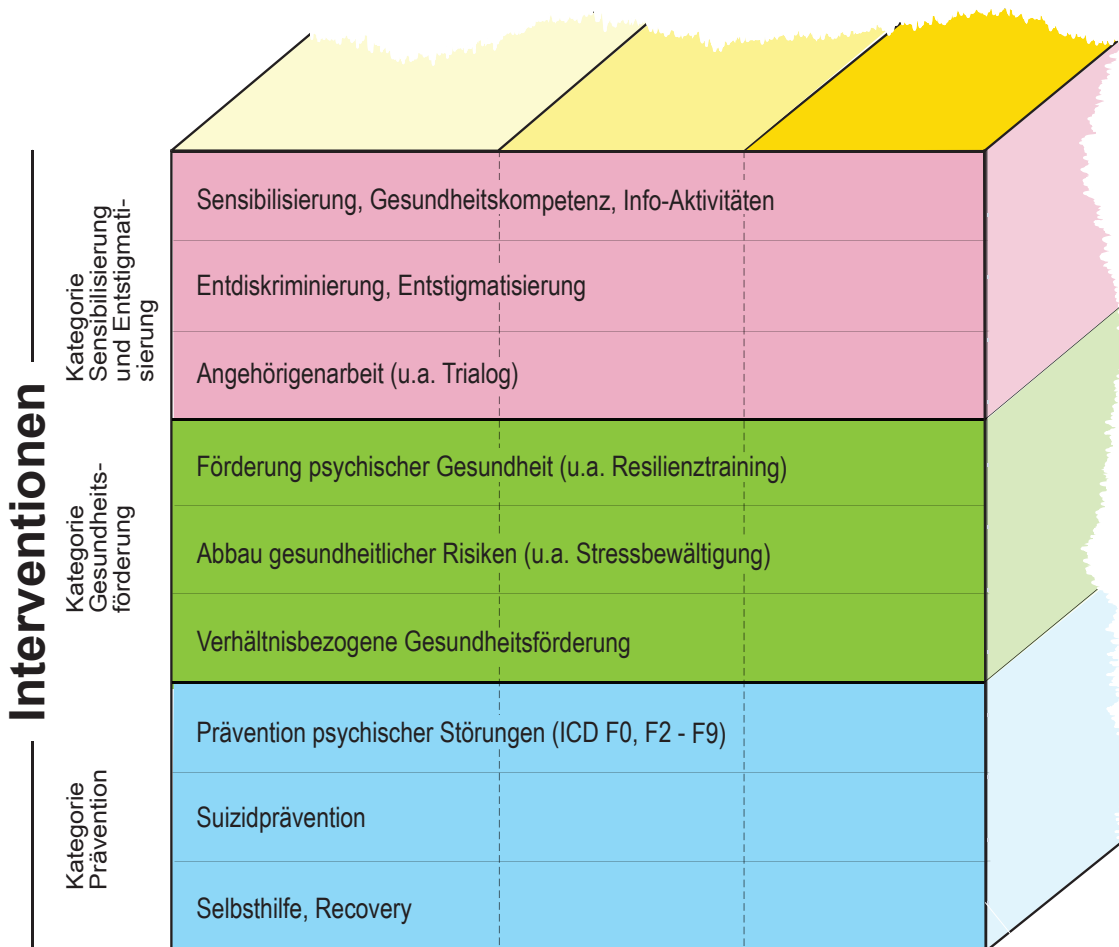 Interventionen
Kategorie
Sensibilisierung
und Entstigmati-
sierung
Sensibilisierung, Gesundheitskompetenz, Info-Aktivitäten
Entdiskriminierung, Entstigmatisierung
Angehörigenarbeit (u.a. Trialog)
Kategorie
Gesundheits-
förderung
Förderung psychischer Gesundheit (u.a. Resilienztraining)
Abbau gesundheitlicher Risiken (u.a. Stressbewältigung)
Verhältnisbezogene Gesundheitsförderung
Kategorie
Prävention
Prävention psychischer Störungen (ICD F0, F2 - F9)
Suizidprävention
Selbsthilfe, Recovery